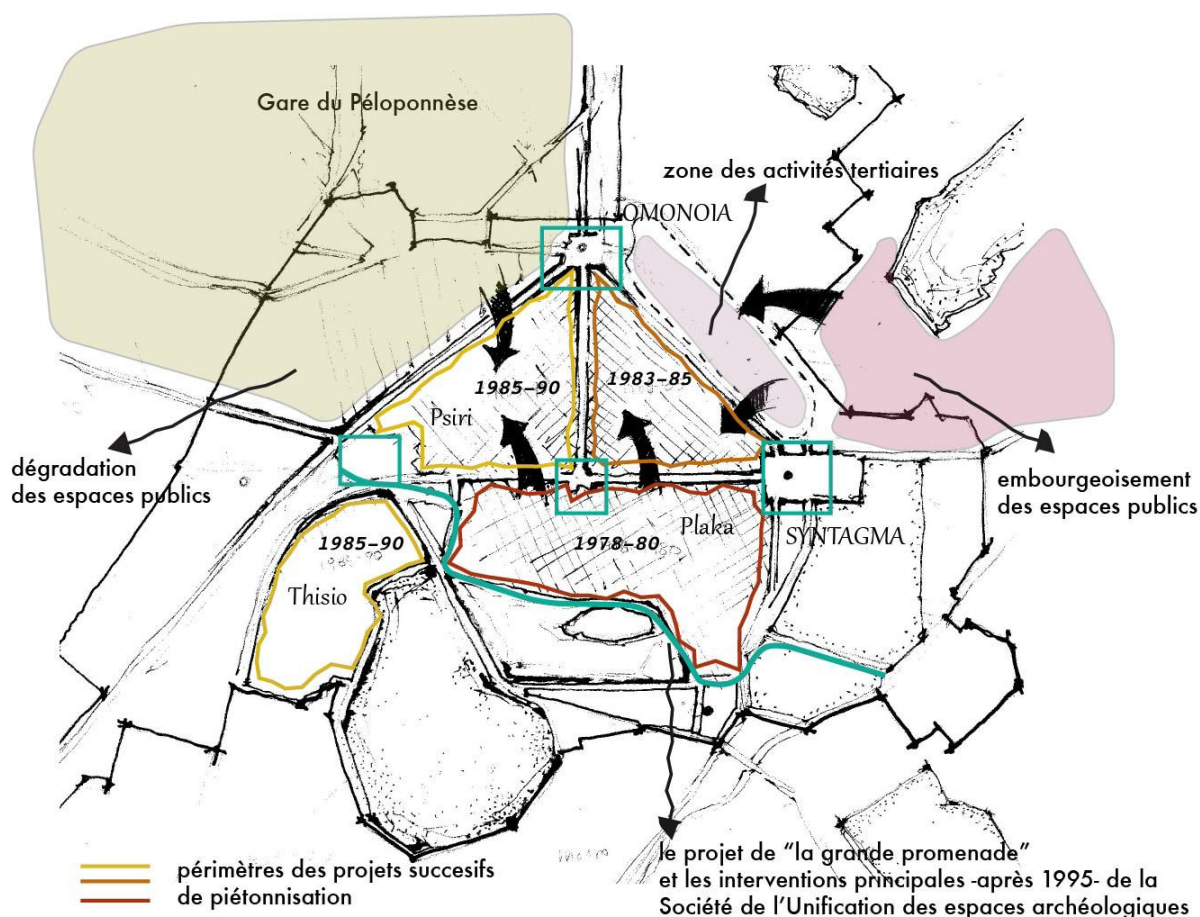 Gare du Péloponnèse
zone des activités tertiaires
OMONOIA
1985-90
1983-85
Psiri
dégradation
des espaces publics
embourgeoisement
des espaces publics
Plaka
SYNTAGMA
1985-90
1978-80
Thisio
périmètres des projets succesifs
de piétonnisation
le projet de "la grande promenade"
et les interventions principales -après 1995- de la
Société de l'Unification des espaces archéologiques